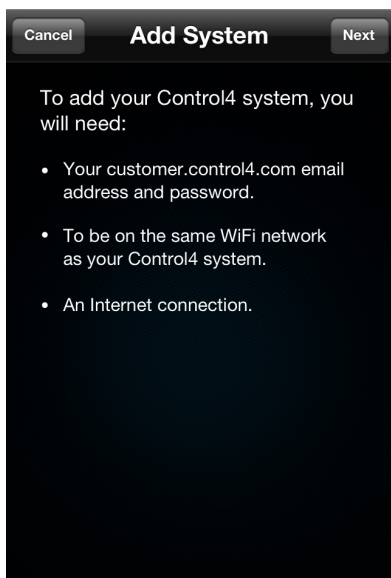 Cancel Add System Next
To add your Control4 system, you
will need:
• Your customer.control4.com email
address and password.
• To be on the same WiFi network
as your Control4 system.
• An Internet connection.